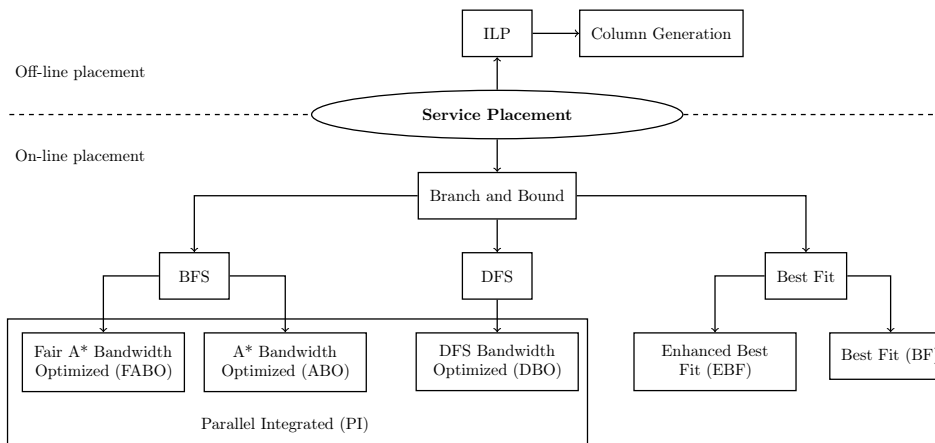 ILP
Column Generation
Off-line placement
Service Placement
On-line placement
Branch and Bound
BFS
DFS
Best Fit
Fair A* Bandwidth
Optimized (FABO)
A* Bandwidth
Optimized (ABO)
DFS Bandwidth
Optimized (DBO)
Enhanced Best
Fit (EBF)
Best Fit (BF)
Parallel Integrated (PI)